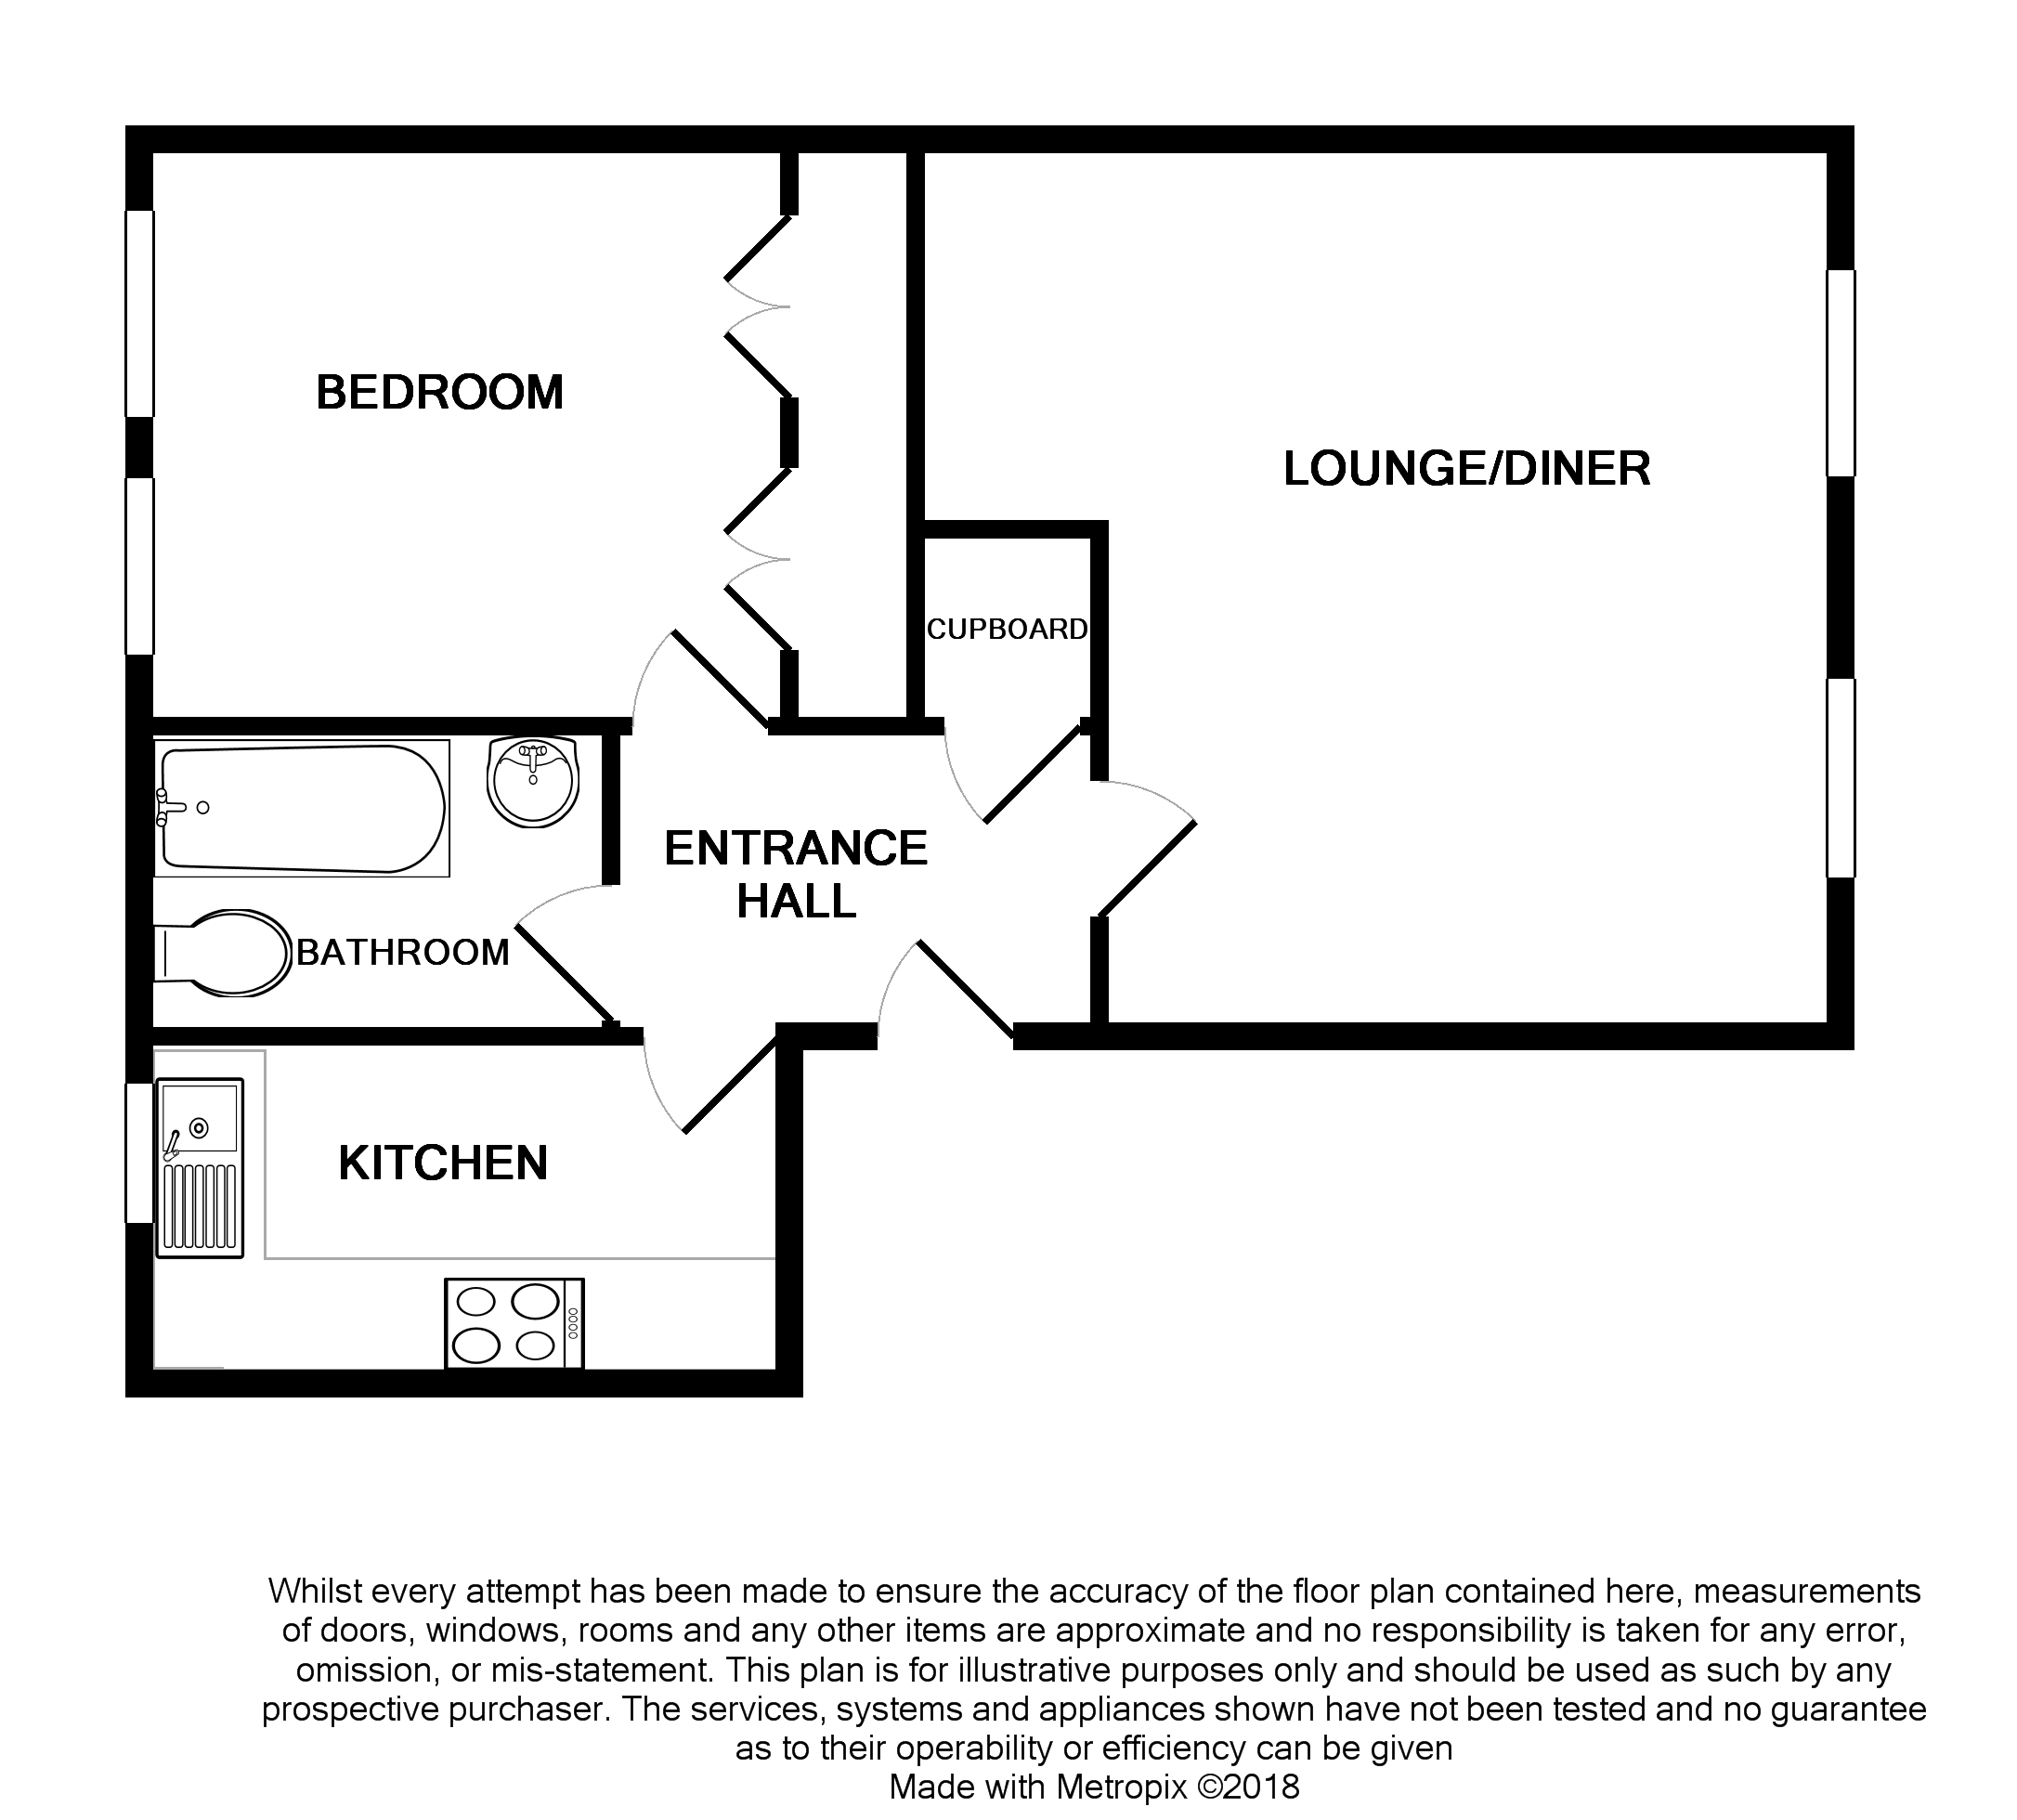 BEDROOM
LOUNGE/DINER
CUPBOARD
ENTRANCE
HALL
BATHROOM
KITCHEN
Whilst every attempt has been made to ensure the accuracy of the floor plan contained here, measurements
of doors, windows, rooms and any other items are approximate and no responsibility is taken for any error,
omission, or mis-statement. This plan is for illustrative purposes only and should be used as such by any
prospective purchaser. The services, systems and appliances shown have not been tested and no guarantee
as to their operability or efficiency can be given
Made with Metropix ©2018